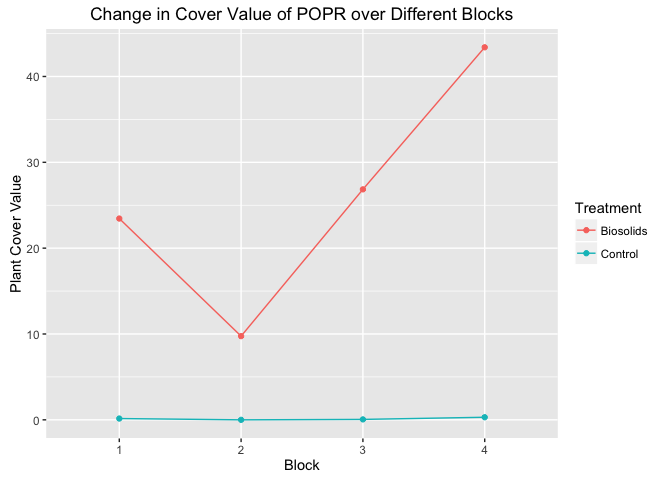 Change in Cover Value of POPR over Different Blocks
Plant Cover Value
40
30
20
10
0
1 2 3 4
Block
Treatment
Biosolids
Control